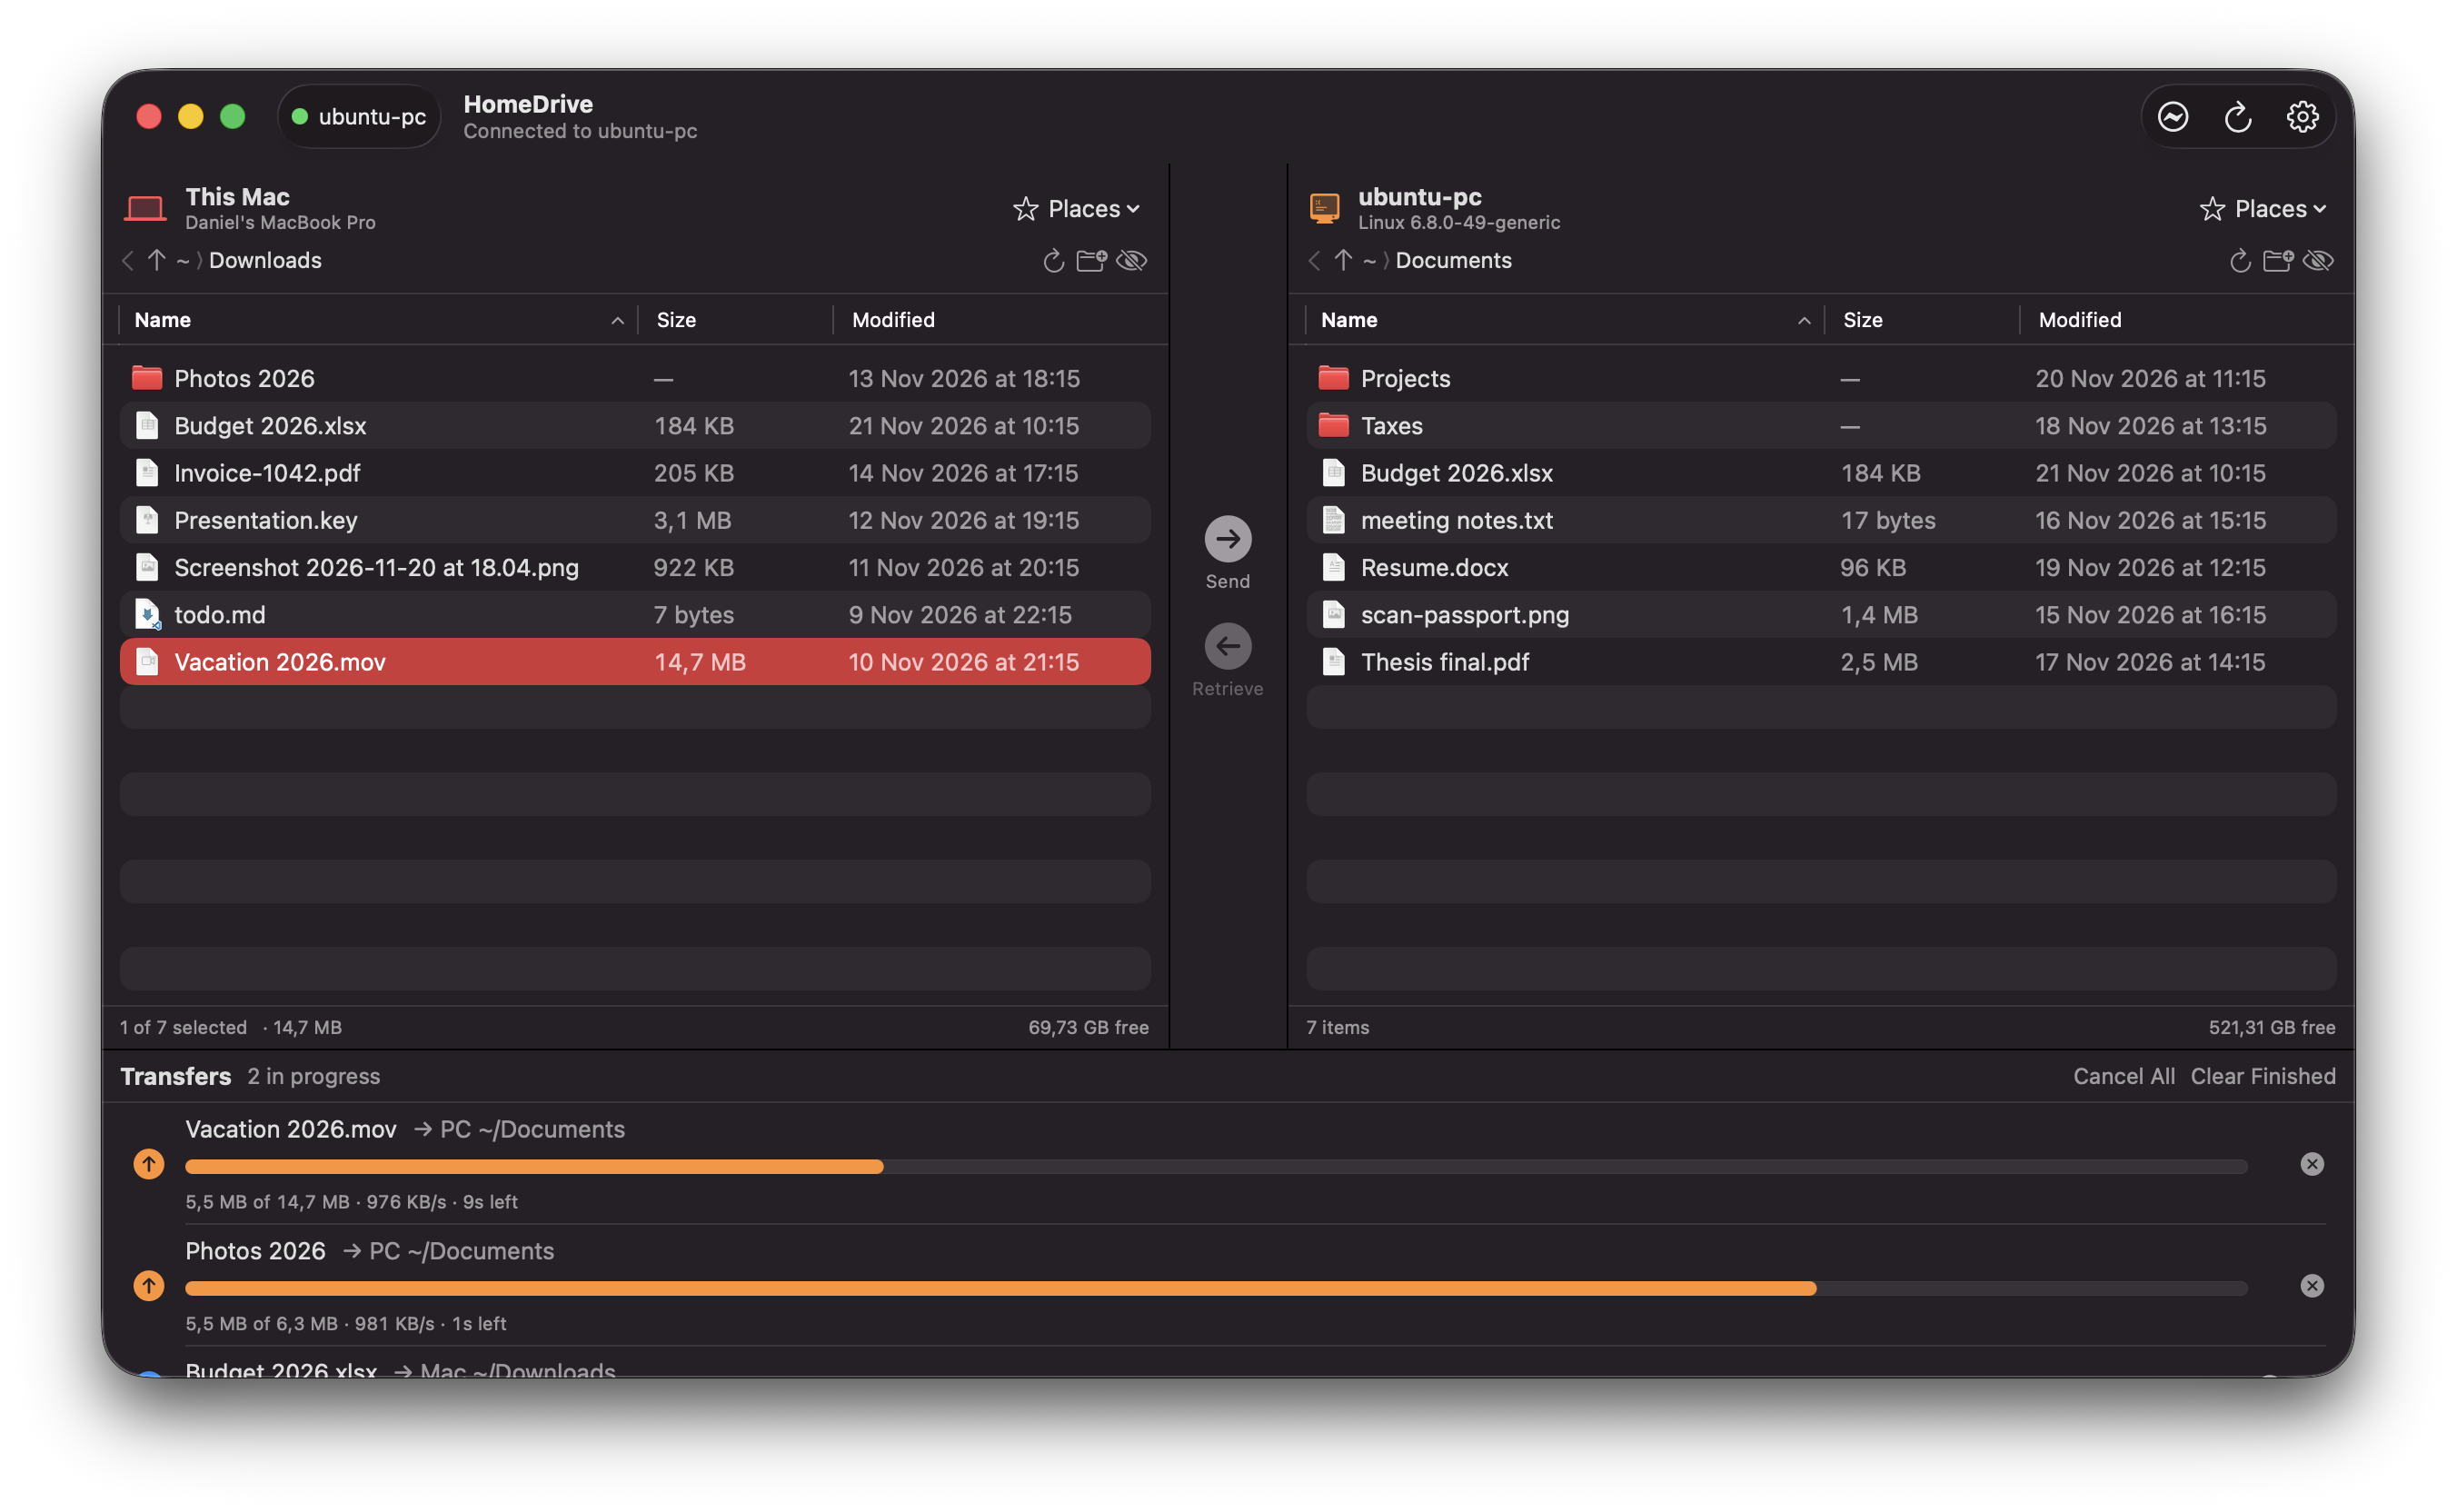 ubuntu-pc
HomeDrive
Connected to ubuntu-pc
This Mac
Daniel's MacBook Pro
Places
~ Downloads
Name Size Modified
Photos 2026 — 13 Nov 2026 at 18:15
Budget 2026.xlsx 184 KB 21 Nov 2026 at 10:15
Invoice-1042.pdf 205 KB 14 Nov 2026 at 17:15
Presentation.key 3,1 MB 12 Nov 2026 at 19:15
Screenshot 2026-11-20 at 18.04.png 922 KB 11 Nov 2026 at 20:15
todo.md 7 bytes 9 Nov 2026 at 22:15
Vacation 2026.mov 14,7 MB 10 Nov 2026 at 21:15
1 of 7 selected · 14,7 MB 69,73 GB free
Send
Retrieve
ubuntu-pc
Linux 6.8.0-49-generic
Places
~ Documents
Name Size Modified
Projects — 20 Nov 2026 at 11:15
Taxes — 18 Nov 2026 at 13:15
Budget 2026.xlsx 184 KB 21 Nov 2026 at 10:15
meeting notes.txt 17 bytes 16 Nov 2026 at 15:15
Resume.docx 96 KB 19 Nov 2026 at 12:15
scan-passport.png 1,4 MB 15 Nov 2026 at 16:15
Thesis final.pdf 2,5 MB 17 Nov 2026 at 14:15
7 items 521,31 GB free
Transfers 2 in progress Cancel All Clear Finished
Vacation 2026.mov → PC ~/Documents
5,5 MB of 14,7 MB · 976 KB/s · 9s left
Photos 2026 → PC ~/Documents
5,5 MB of 6,3 MB · 981 KB/s · 1s left
Budget 2026.xlsx → Mac ~/Downloads